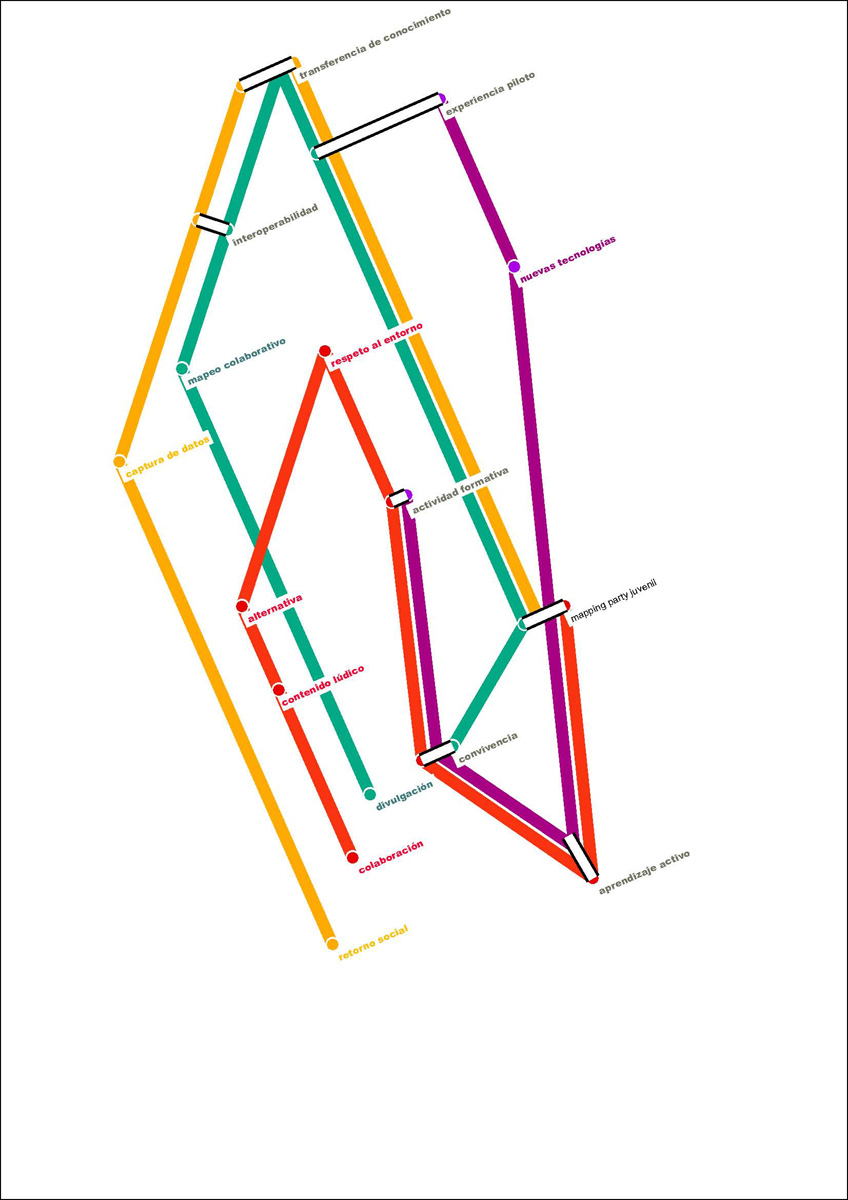 transferencia de conocimiento
experiencia piloto
interoperabilidad
nuevas tecnologías
respeto al entorno
mapeo colaborativo
captura de datos
actividad formativa
alternativa
mapping party juvenil
contenido lúdico
convivencia
divulgación
colaboración
aprendizaje activo
retorno social